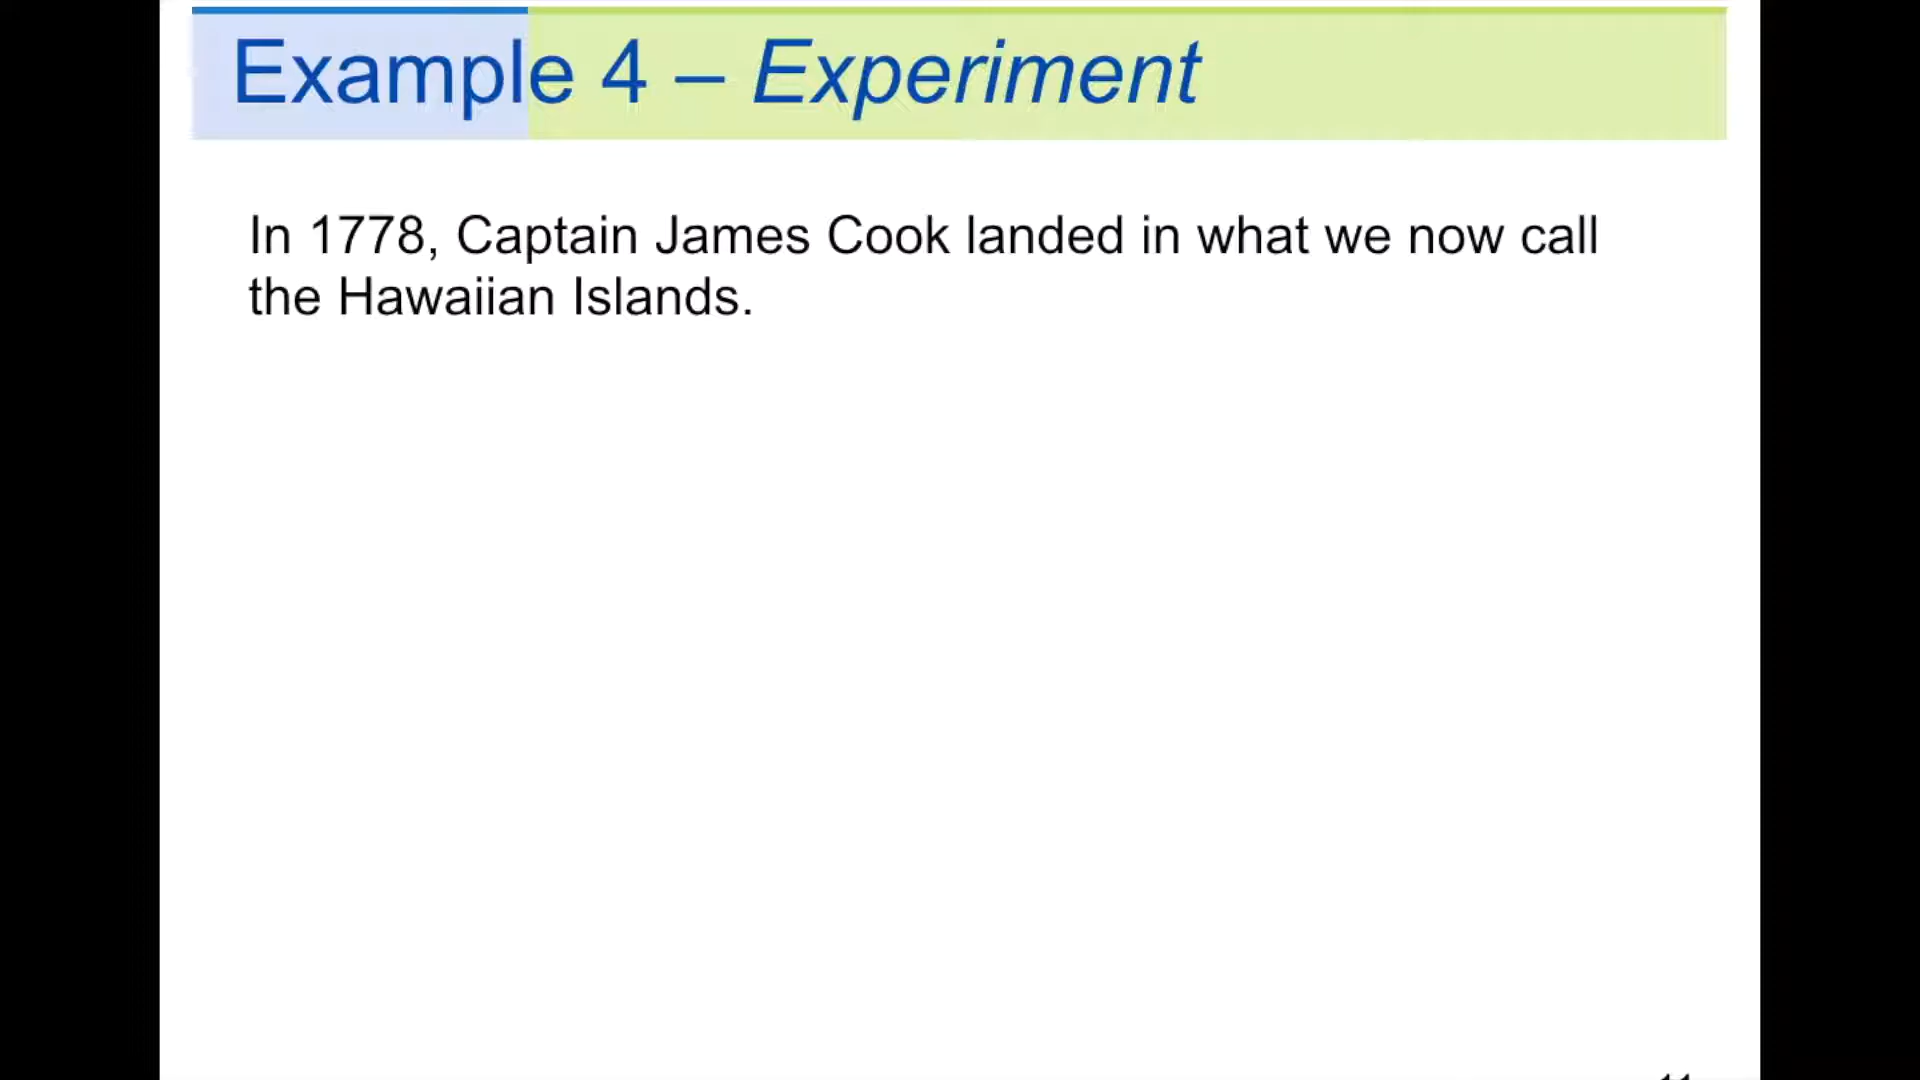 Example 4 – Experiment
In 1778, Captain James Cook landed in what we now call
the Hawaiian Islands.